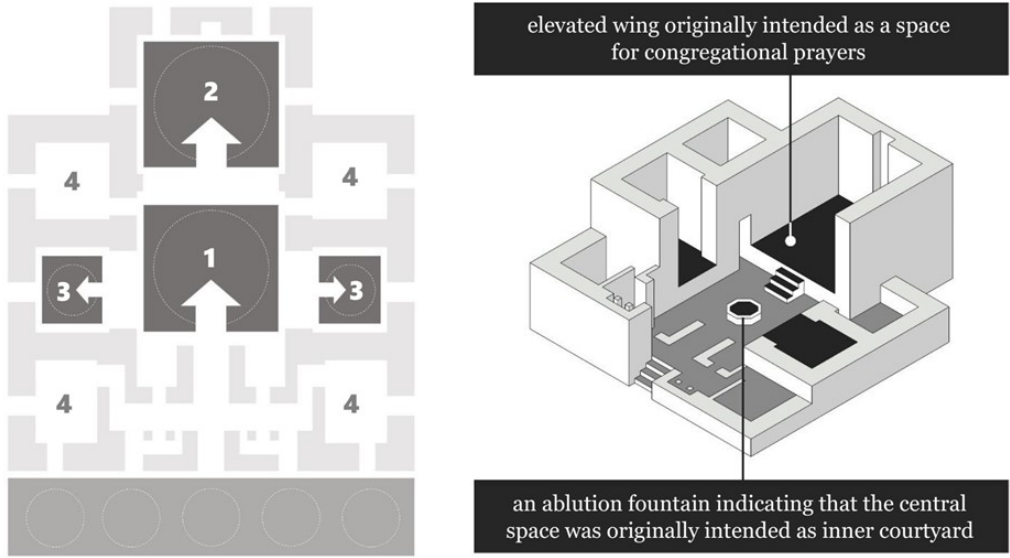 2
4
4
1
3
3
4
4
elevated wing originally intended as a space
for congregational prayers
an ablution fountain indicating that the central
space was originally intended as inner courtyard